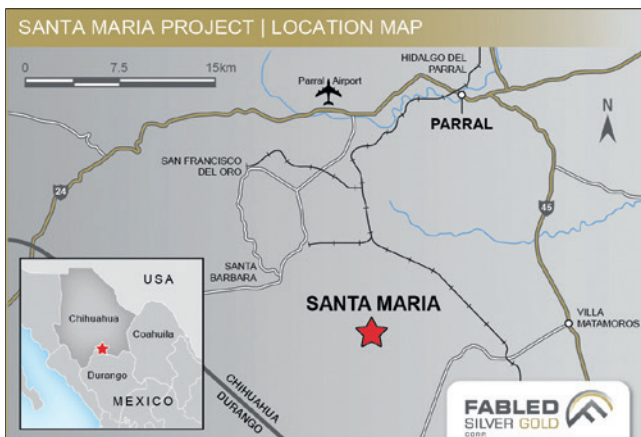 SANTA MARIA PROJECT | LOCATION MAP
0 7.5 15km
Parral Airport
HIDALGO DEL
PARRAL
PARRAL
N
SAN FRANCISCO
DEL ORO
24
45
SANTA
BARBARA
SANTA MARIA
VILLA
MATAMOROS
USA
Chihuahua
Coahuila
Durango
MEXICO
CHIHUAHUA
DURANGO
FABLED
SILVER GOLD
CORP